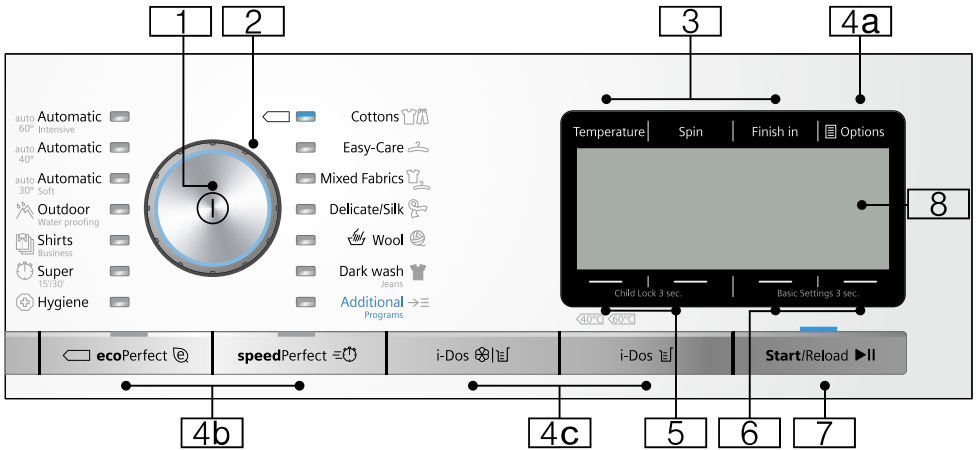 1
2
3
4a
auto 60° Automatic Intensive
auto 40° Automatic
auto 30° Automatic Soft
Outdoor
Water proofing
Shirts
Business
Super
15'/30'
Hygiene
Cottons
Easy-Care
Mixed Fabrics
Delicate/Silk
Wool
Dark wash
Jeans
Additional
Programs
Temperature Spin Finish in Options
8
Child Lock 3 sec. Basic Settings 3 sec.
40°C 60°C
ecoPerfect e speedPerfect i-Dos i-Dos Start/Reload
4b
4c
5
6
7